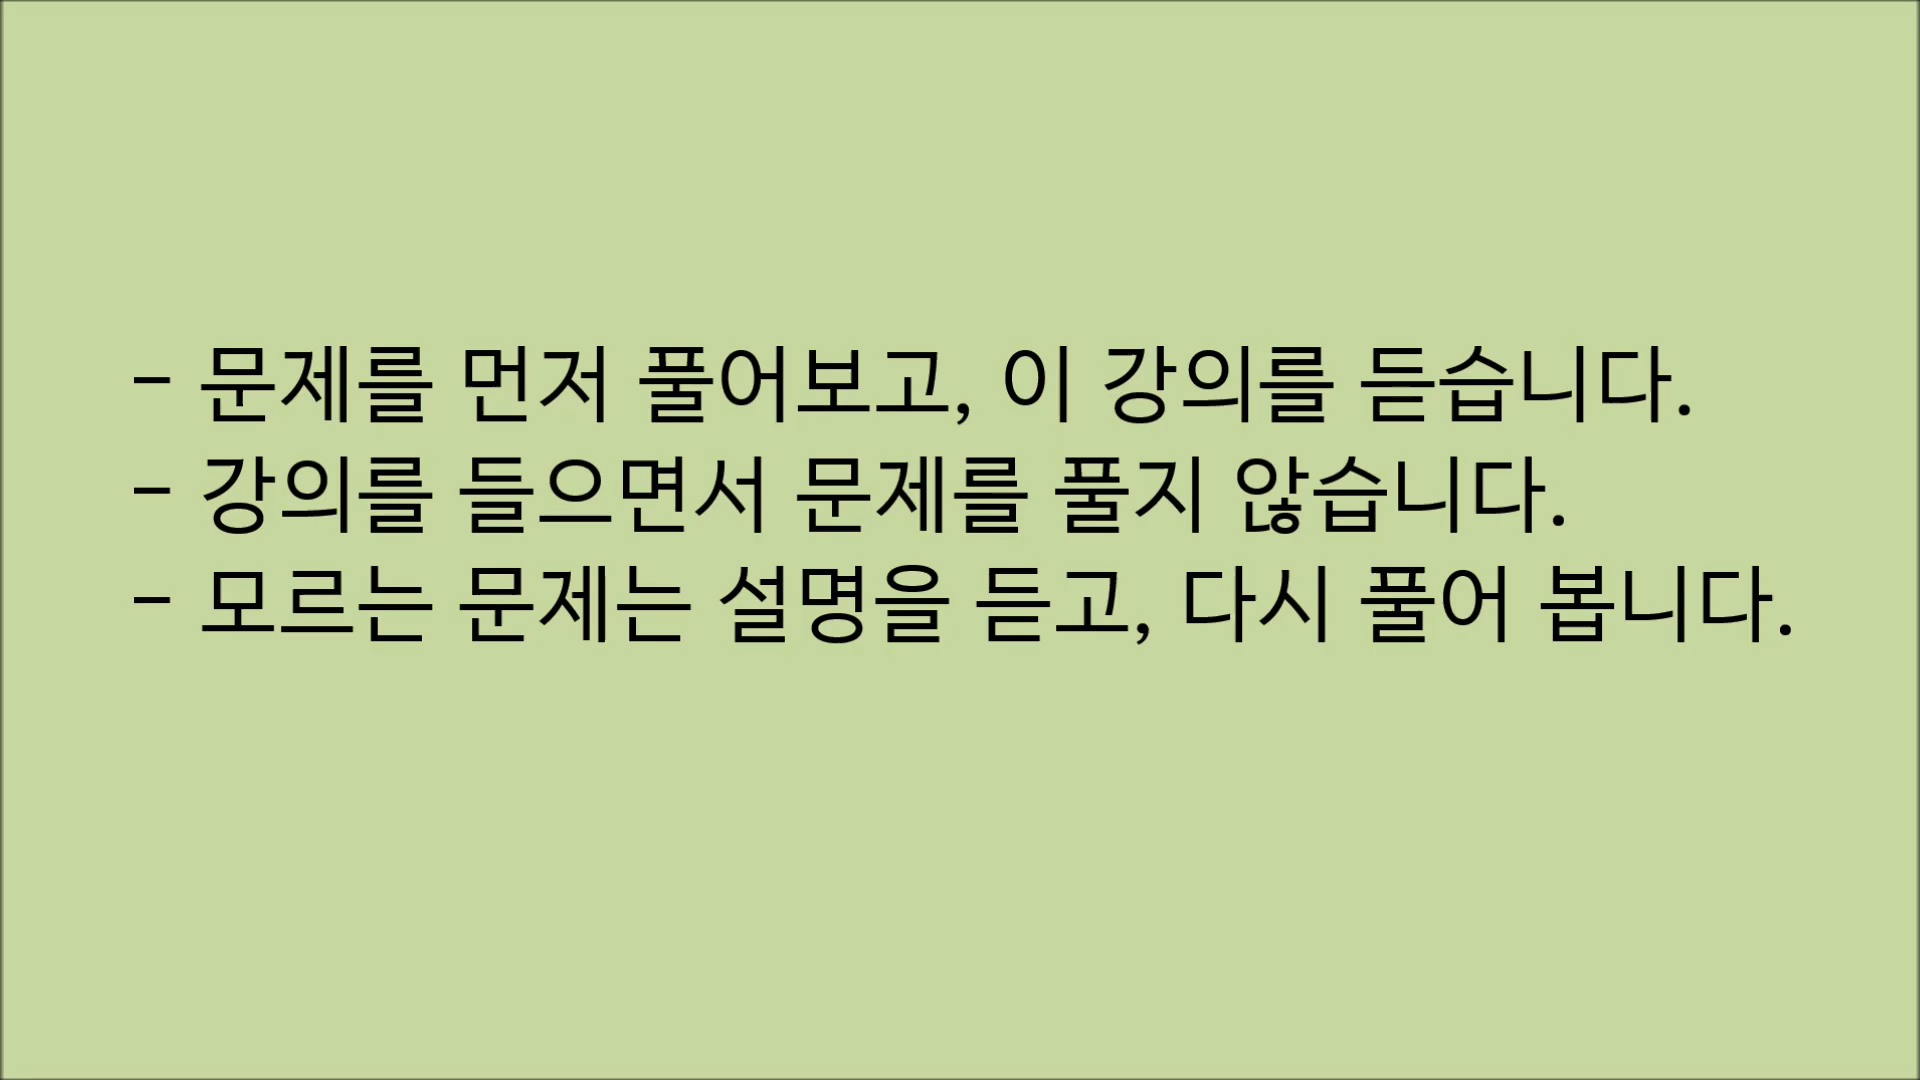 - 문제를 먼저 풀어보고, 이 강의를 듣습니다.
- 강의를 들으면서 문제를 풀지 않습니다.
- 모르는 문제는 설명을 듣고, 다시 풀어 봅니다.